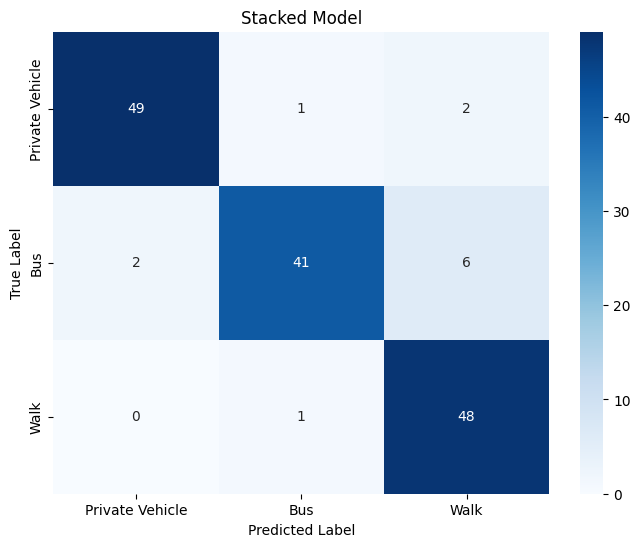 Stacked Model
Private Vehicle
Bus
Walk
True Label
49 1 2
2 41 6
0 1 48
Private Vehicle Bus Walk
Predicted Label
40
30
20
10
0